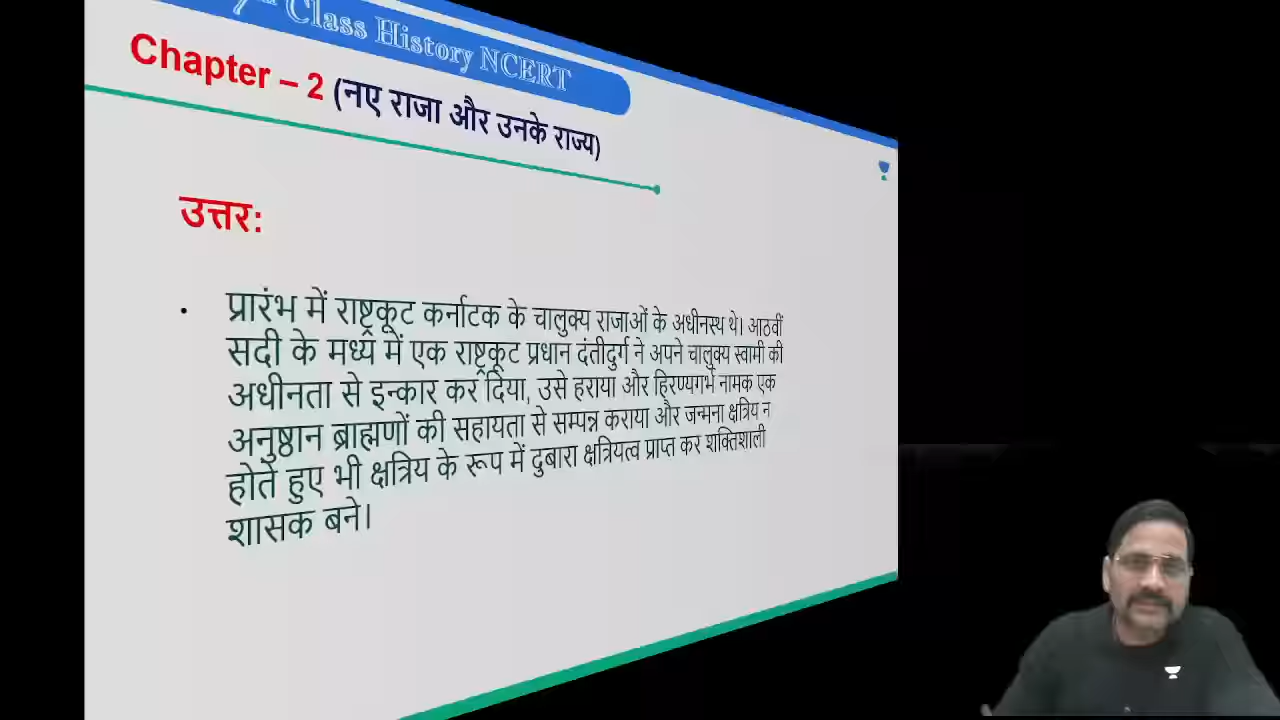 Class History NCERT
Chapter – 2 (नए राजा और उनके राज्य)
उत्तर:
• प्रारंभ में राष्ट्रकूट कर्नाटक के चालुक्य राजाओं के अधीनस्थ थे। आठवीं
सदी के मध्य में एक राष्ट्रकूट प्रधान दंतीदुर्ग ने अपने चालुक्य स्वामी की
अधीनता से इन्कार कर दिया, उसे हराया और हिरण्यगर्भ नामक एक
अनुष्ठान ब्राह्मणों की सहायता से सम्पन्न कराया और जन्मना क्षत्रिय न
होते हुए भी क्षत्रिय के रूप में दुबारा क्षत्रियत्व प्राप्त कर शक्तिशाली
शासक बने।